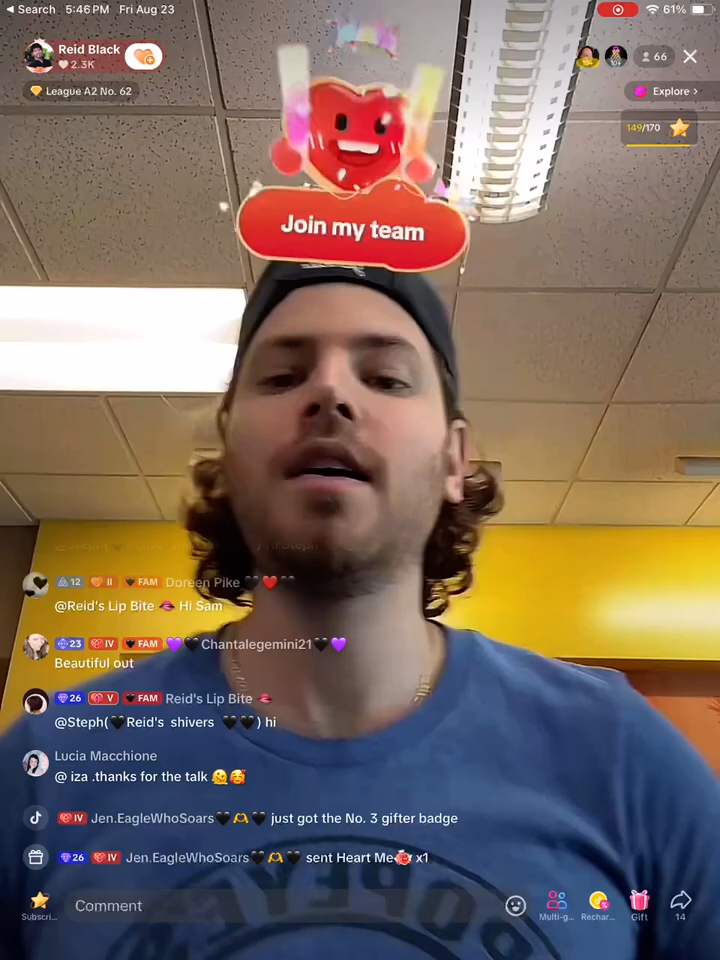 Search 5:46 PM Fri Aug 23 61%
Reid Black
2.3K
66
League A2 No. 62
Explore >
149/170
Join my team
12 II FAM Doreen Pike 🖤❤️🖤
@Reid's Lip Bite 🫦 Hi Sam
23 IV FAM 💜🖤Chantalegemini21🖤💜
Beautiful out
26 V FAM Reid's Lip Bite 🫦
@Steph(🖤Reid's shivers 🖤🖤) hi
Lucia Macchione
@ iza .thanks for the talk 🫠🥰
IV Jen.EagleWhoSoars🖤🫶🖤 just got the No. 3 gifter badge
26 IV Jen.EagleWhoSoars🖤🫶🖤 sent Heart Me x1
Comment
Subscri... Multi-g... Rechar... Gift 14